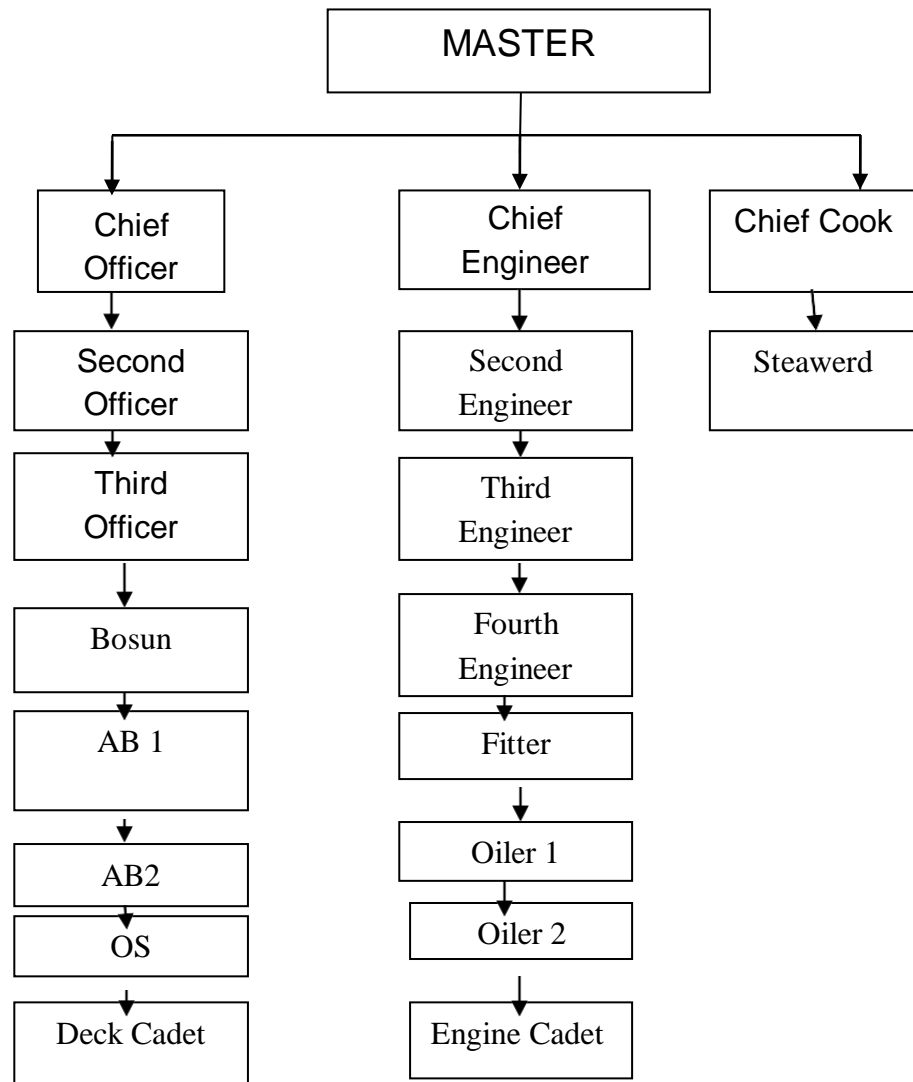 MASTER
Chief
Officer
Chief
Engineer
Chief Cook
Second
Officer
Second
Engineer
Steawerd
Third
Officer
Third
Engineer
Bosun
Fourth
Engineer
AB 1
Fitter
AB2
Oiler 1
OS
Oiler 2
Deck Cadet
Engine Cadet